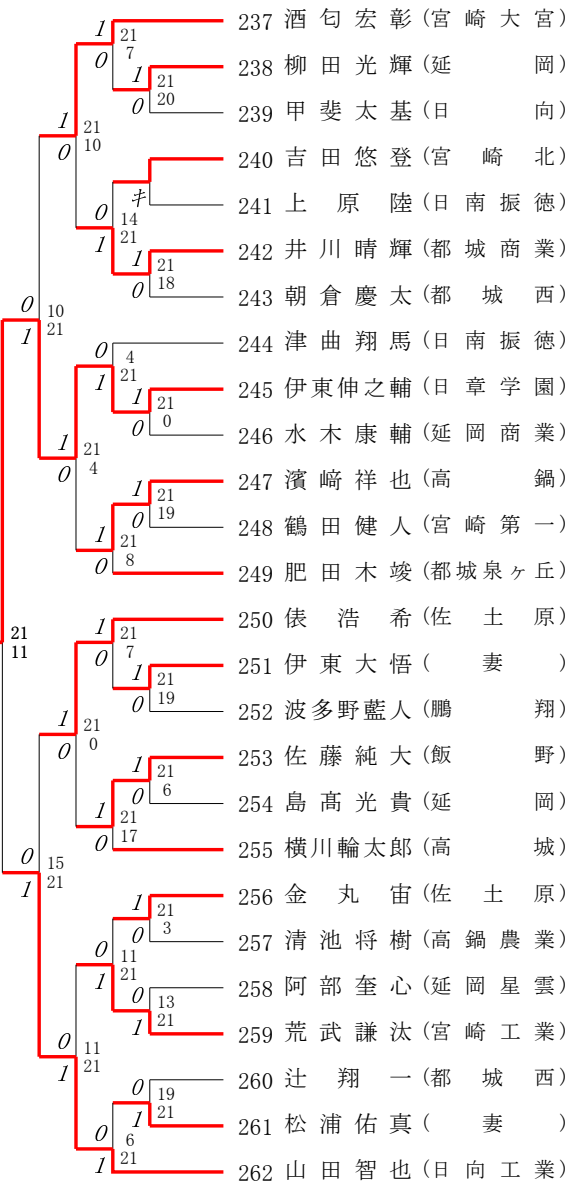 237 酒匂宏彰 (宮崎大宮)
1 21
0 7
238 柳田光輝 (延岡)
1 21
0 20
239 甲斐太基 (日向)
1 21
0 10
240 吉田悠登 (宮崎北)
キ
241 上原陸 (日南振徳)
0 14
1 21
242 井川晴輝 (都城商業)
1 21
0 18
243 朝倉慶太 (都城西)
0 10
1 21
244 津曲翔馬 (日南振徳)
0 4
1 21
245 伊東伸之輔 (日章学園)
1 21
0 0
246 水木康輔 (延岡商業)
1 21
0 4
247 濱﨑祥也 (高鍋)
1 21
0 19
248 鶴田健人 (宮崎第一)
1 21
0 8
249 肥田木竣 (都城泉ヶ丘)
21
11
250 俵浩希 (佐土原)
1 21
0 7
251 伊東大悟 (妻)
1 21
0 19
252 波多野藍人 (鵬翔)
1 21
0 0
253 佐藤純大 (飯野)
1 21
0 6
254 島髙光貴 (延岡)
1 21
0 17
255 横川輪太郎 (高城)
0 15
1 21
256 金丸宙 (佐土原)
1 21
0 3
257 清池将樹 (高鍋農業)
0 11
1 21
258 阿部奎心 (延岡星雲)
0 13
1 21
259 荒武謙汰 (宮崎工業)
0 11
1 21
260 辻翔一 (都城西)
0 19
1 21
261 松浦佑真 (妻)
0 6
1 21
262 山田智也 (日向工業)